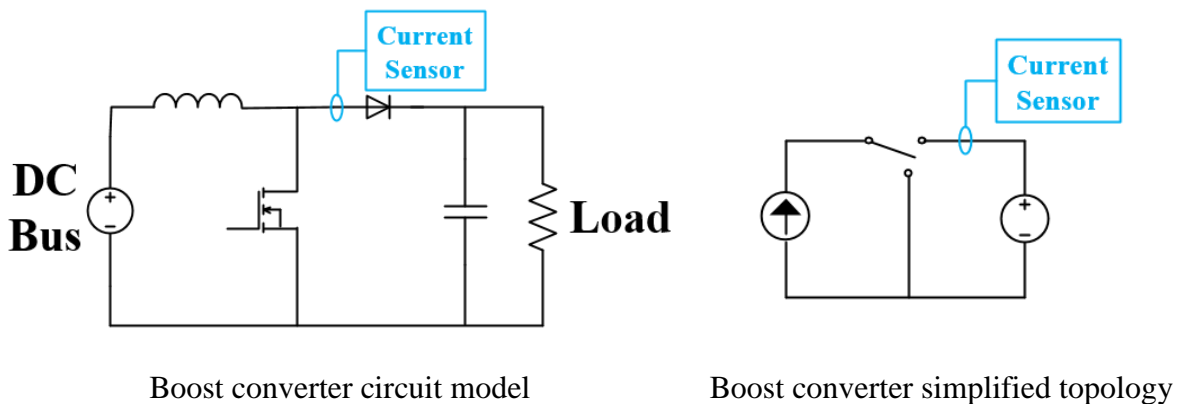 Current
Sensor
Current
Sensor
DC
Bus
+
-
Load
+
-
Boost converter circuit model
Boost converter simplified topology